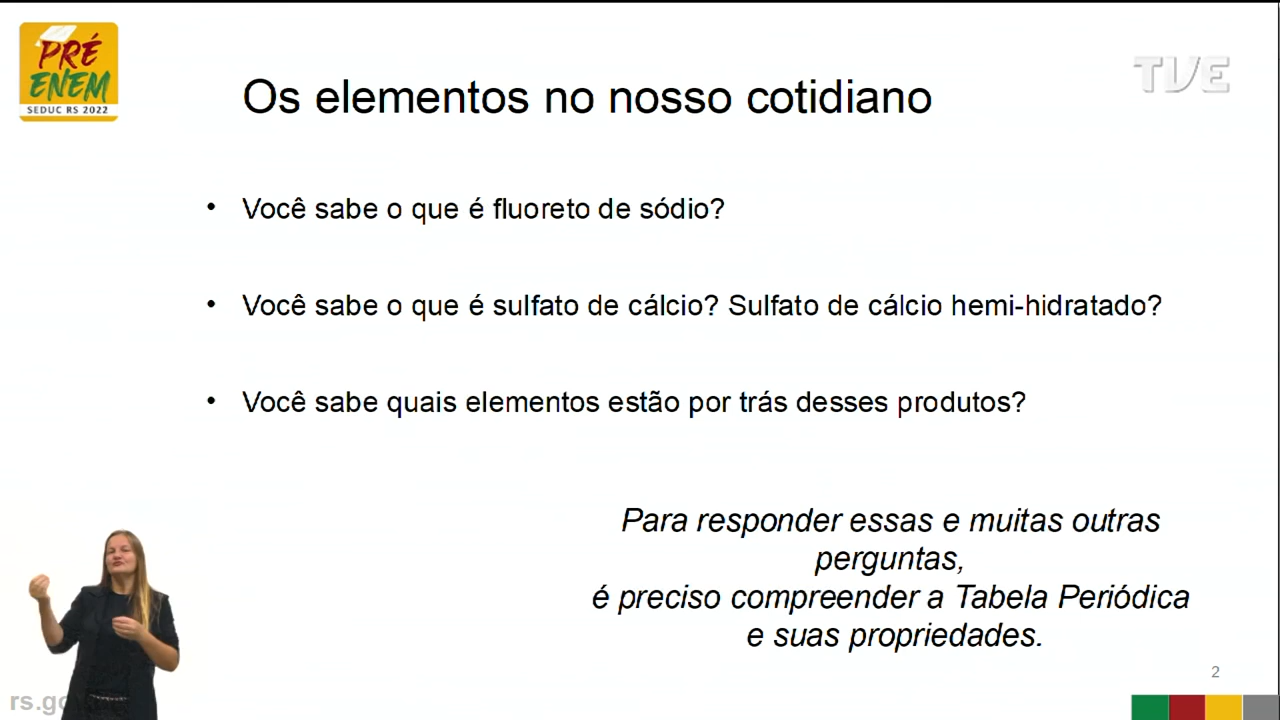 PRÉ
ENEM
SEDUC RS 2022
TVE
Os elementos no nosso cotidiano
• Você sabe o que é fluoreto de sódio?
• Você sabe o que é sulfato de cálcio? Sulfato de cálcio hemi-hidratado?
• Você sabe quais elementos estão por trás desses produtos?
Para responder essas e muitas outras
perguntas,
é preciso compreender a Tabela Periódica
e suas propriedades.
2